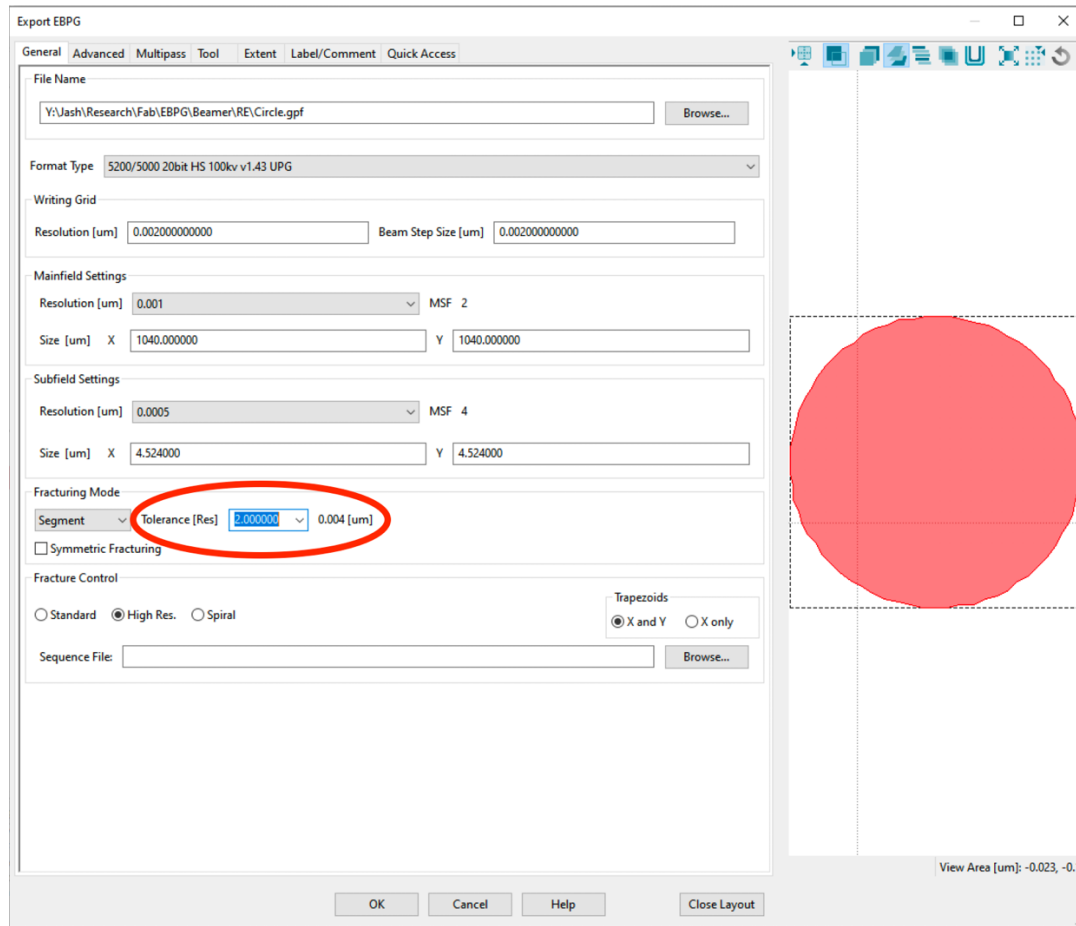 Export EBPG
General Advanced Multipass Tool Extent Label/Comment Quick Access
File Name
Y:\Jash\Research\Fab\EBPG\Beamer\RE\Circle.gpf Browse...
Format Type 5200/5000 20bit HS 100kv v1.43 UPG
Writing Grid
Resolution [um] 0.002000000000 Beam Step Size [um] 0.002000000000
Mainfield Settings
Resolution [um] 0.001 MSF 2
Size [um] X 1040.000000 Y 1040.000000
Subfield Settings
Resolution [um] 0.0005 MSF 4
Size [um] X 4.524000 Y 4.524000
Fracturing Mode
Segment Tolerance [Res] 2.000000 0.004 [um]
Symmetric Fracturing
Fracture Control
Trapezoids
Standard High Res. Spiral X and Y X only
Sequence File: Browse...
View Area [um]: -0.023, -0.
OK Cancel Help Close Layout